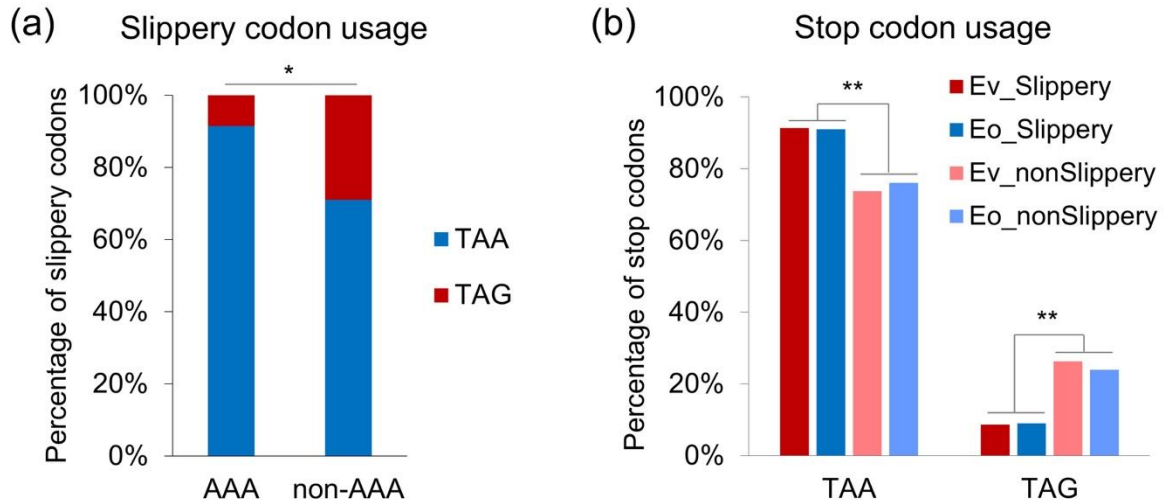 (a)
Slippery codon usage
*
100%
80%
60%
40%
20%
0%
Percentage of slippery codons
AAA
non-AAA
TAA
TAG
(b)
Stop codon usage
**
**
100%
80%
60%
40%
20%
0%
Percentage of stop codons
TAA
TAG
Ev_Slippery
Eo_Slippery
Ev_nonSlippery
Eo_nonSlippery